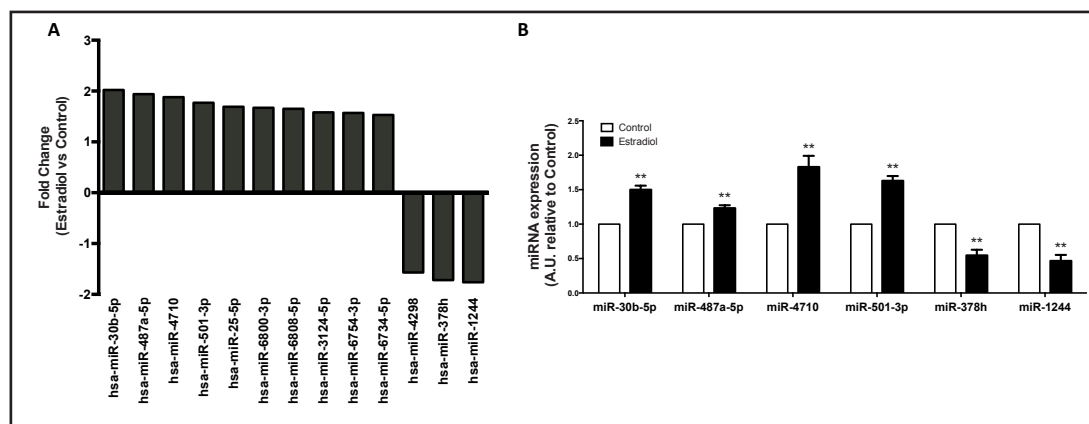 A
Fold Change
(Estradiol vs Control)
3
2
1
0
-1
-2
hsa-miR-30b-5p
hsa-miR-487a-5p
hsa-miR-4710
hsa-miR-501-3p
hsa-miR-25-5p
hsa-miR-6800-3p
hsa-miR-6808-5p
hsa-miR-3124-5p
hsa-miR-6754-3p
hsa-miR-6734-5p
hsa-miR-4298
hsa-miR-378h
hsa-miR-1244
B
miRNA expression
(A.U. relative to Control)
2.5
2.0
1.5
1.0
0.5
0.0
Control
Estradiol
**
**
**
**
**
**
miR-30b-5p
miR-487a-5p
miR-4710
miR-501-3p
miR-378h
miR-1244